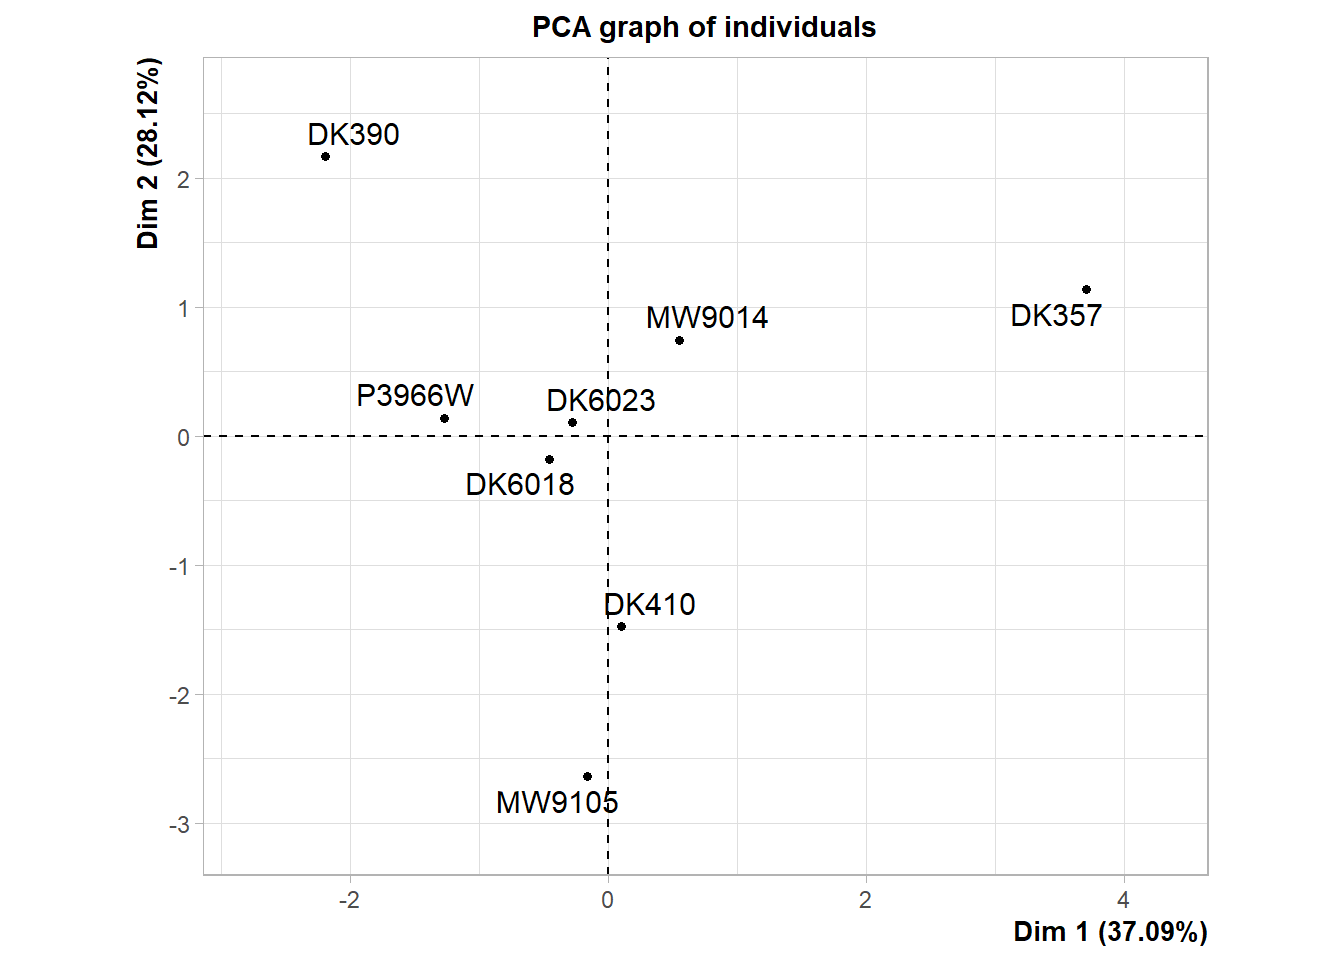 PCA graph of individuals
Dim 2 (28.12%)
DK390
2
DK357
1
MW9014
P3966W
DK6023
0
DK6018
-1
DK410
-2
MW9105
-3
-2
0
2
4
Dim 1 (37.09%)